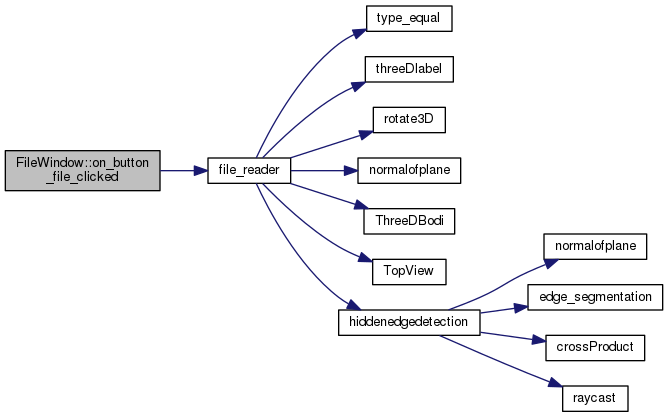 FileWindow::on_button
_file_clicked
file_reader
type_equal
threeDlabel
rotate3D
normalofplane
ThreeDBodi
TopView
hiddenedgedetection
normalofplane
edge_segmentation
crossProduct
raycast